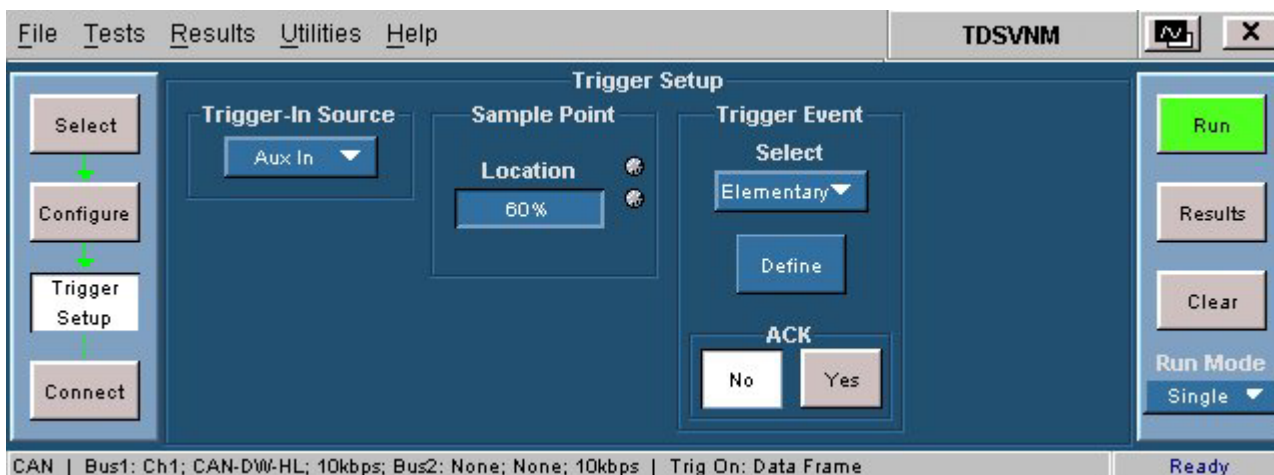 File Tests Results Utilities Help TDSVNM
Trigger Setup
Select
Configure
Trigger
Setup
Connect
Trigger-In Source
Aux In
Sample Point
Location
60%
Trigger Event
Select
Elementary
Define
ACK
No Yes
Run
Results
Clear
Run Mode
Single
CAN | Bus1: Ch1; CAN-DW-HL; 10kbps; Bus2: None; None; 10kbps | Trig On: Data Frame Ready